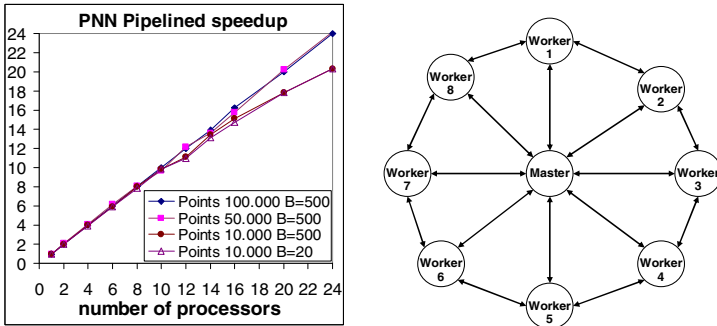 PNN Pipelined speedup
24
22
20
18
16
14
12
10
8
6
4
2
0
Points 100.000 B=500
Points 50.000 B=500
Points 10.000 B=500
Points 10.000 B=20
0 2 4 6 8 10 12 14 16 18 20 22 24
number of processors
Worker
1
Worker
2
Worker
3
Worker
4
Worker
5
Worker
6
Worker
7
Worker
8
Master